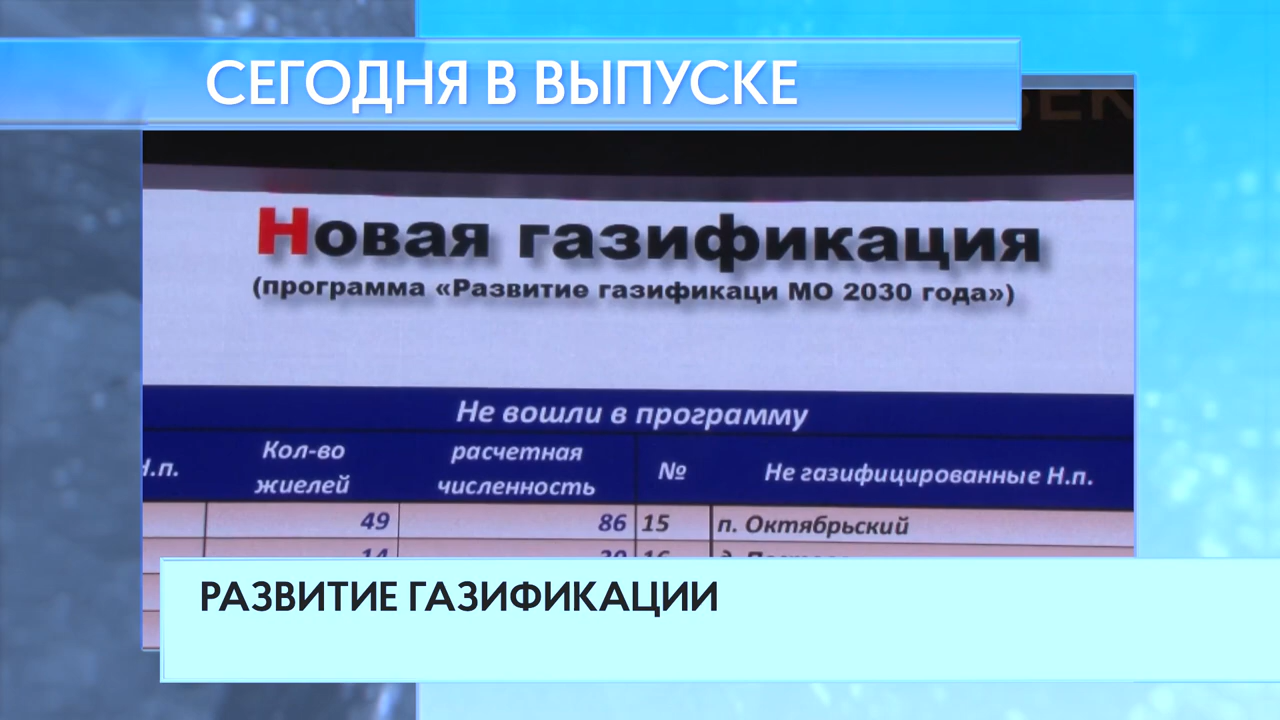 СЕГОДНЯ В ВЫПУСКЕ
Новая газификация
(программа «Развитие газификаци МО 2030 года»)
Не вошли в программу
Н.п.
Кол-во
жиелей
расчетная
численность
№
Не газифицированные Н.п.
49
86
15
п. Октябрьский
РАЗВИТИЕ ГАЗИФИКАЦИИ